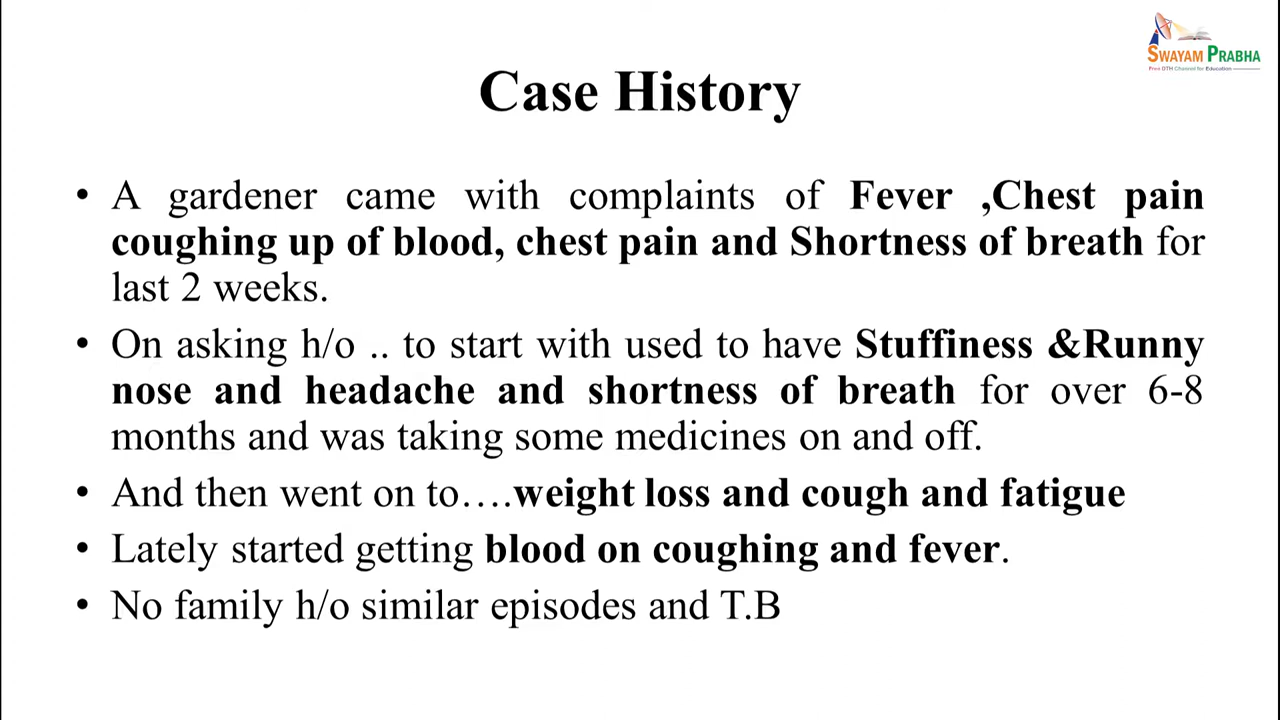 SWAYAM PRABHA
Free DTH Channel for Education
Case History
• A gardener came with complaints of Fever ,Chest pain
coughing up of blood, chest pain and Shortness of breath for
last 2 weeks.
• On asking h/o .. to start with used to have Stuffiness &Runny
nose and headache and shortness of breath for over 6-8
months and was taking some medicines on and off.
• And then went on to….weight loss and cough and fatigue
• Lately started getting blood on coughing and fever.
• No family h/o similar episodes and T.B